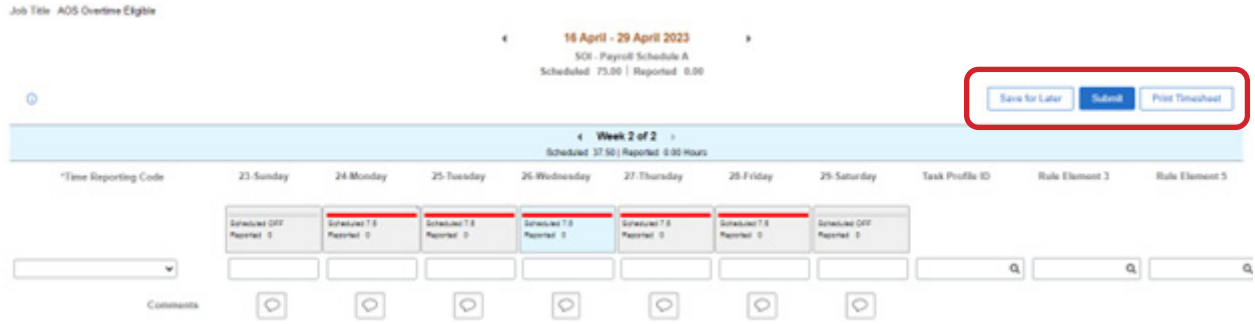 Job Title AOS Overtime Eligible
16 April - 29 April 2023
SOI - Payroll Schedule A
Scheduled 75.00 | Reported 0.00
Save for Later Submit Print Timesheet
Week 2 of 2
Scheduled 37.50 | Reported 0.00 Hours
*Time Reporting Code 23-Sunday 24-Monday 25-Tuesday 26-Wednesday 27-Thursday 28-Friday 29-Saturday Task Profile ID Rule Element 3 Rule Element 5
Scheduled OFF Scheduled 7.5 Scheduled 7.5 Scheduled 7.5 Scheduled 7.5 Scheduled 7.5 Scheduled OFF
Reported 0 Reported 0 Reported 0 Reported 0 Reported 0 Reported 0 Reported 0
Comments